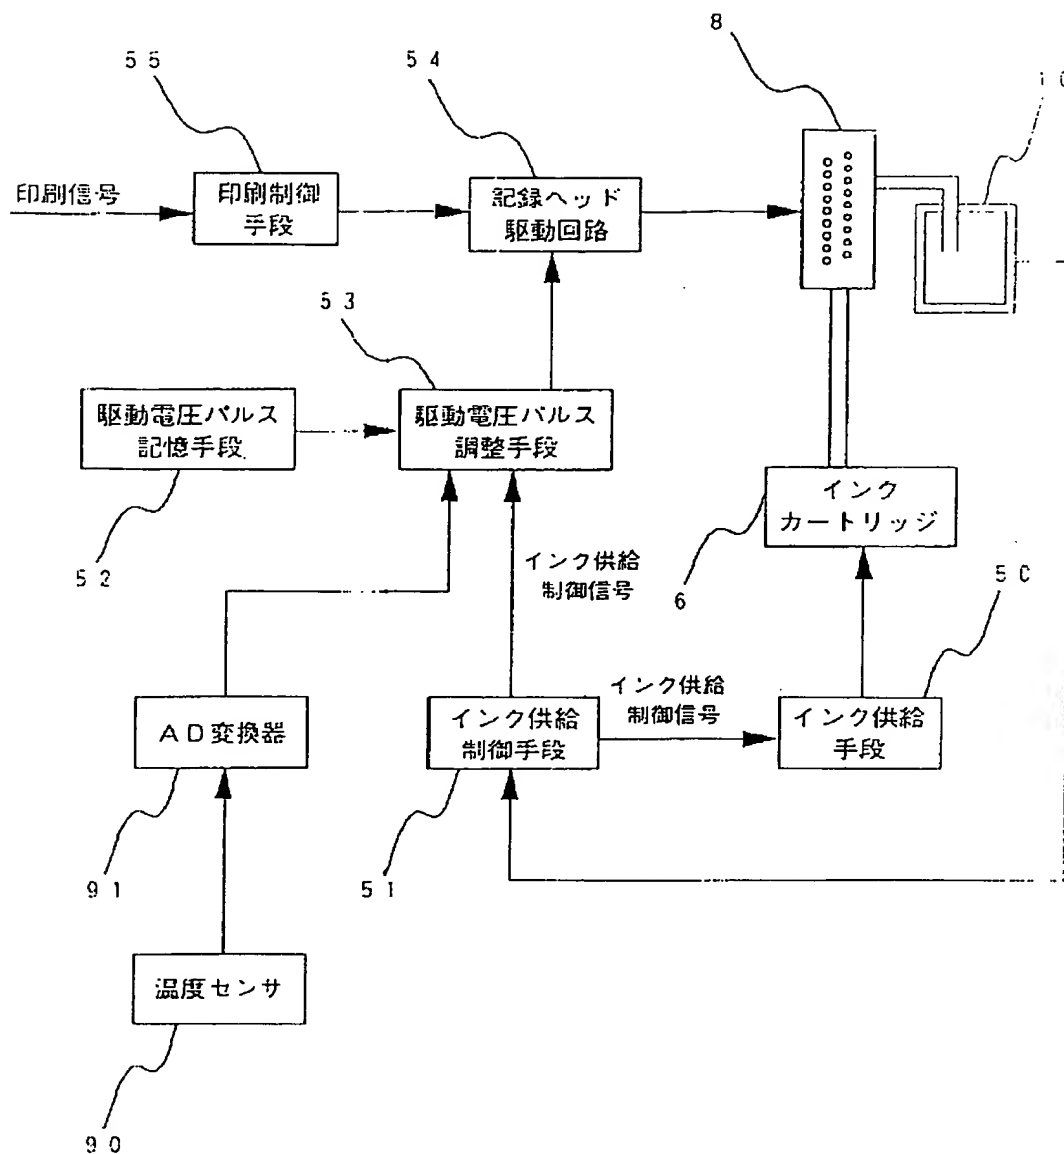 ８
５５
５４
１０
印刷信号
印刷制御
手段
記録ヘッド
駆動回路
５３
駆動電圧パルス
記憶手段
駆動電圧パルス
調整手段
インク
カートリッジ
５２
インク供給
制御信号
６
５０
ＡＤ変換器
インク供給
制御手段
インク供給
制御信号
インク供給
手段
９１
５１
温度センサ
９０